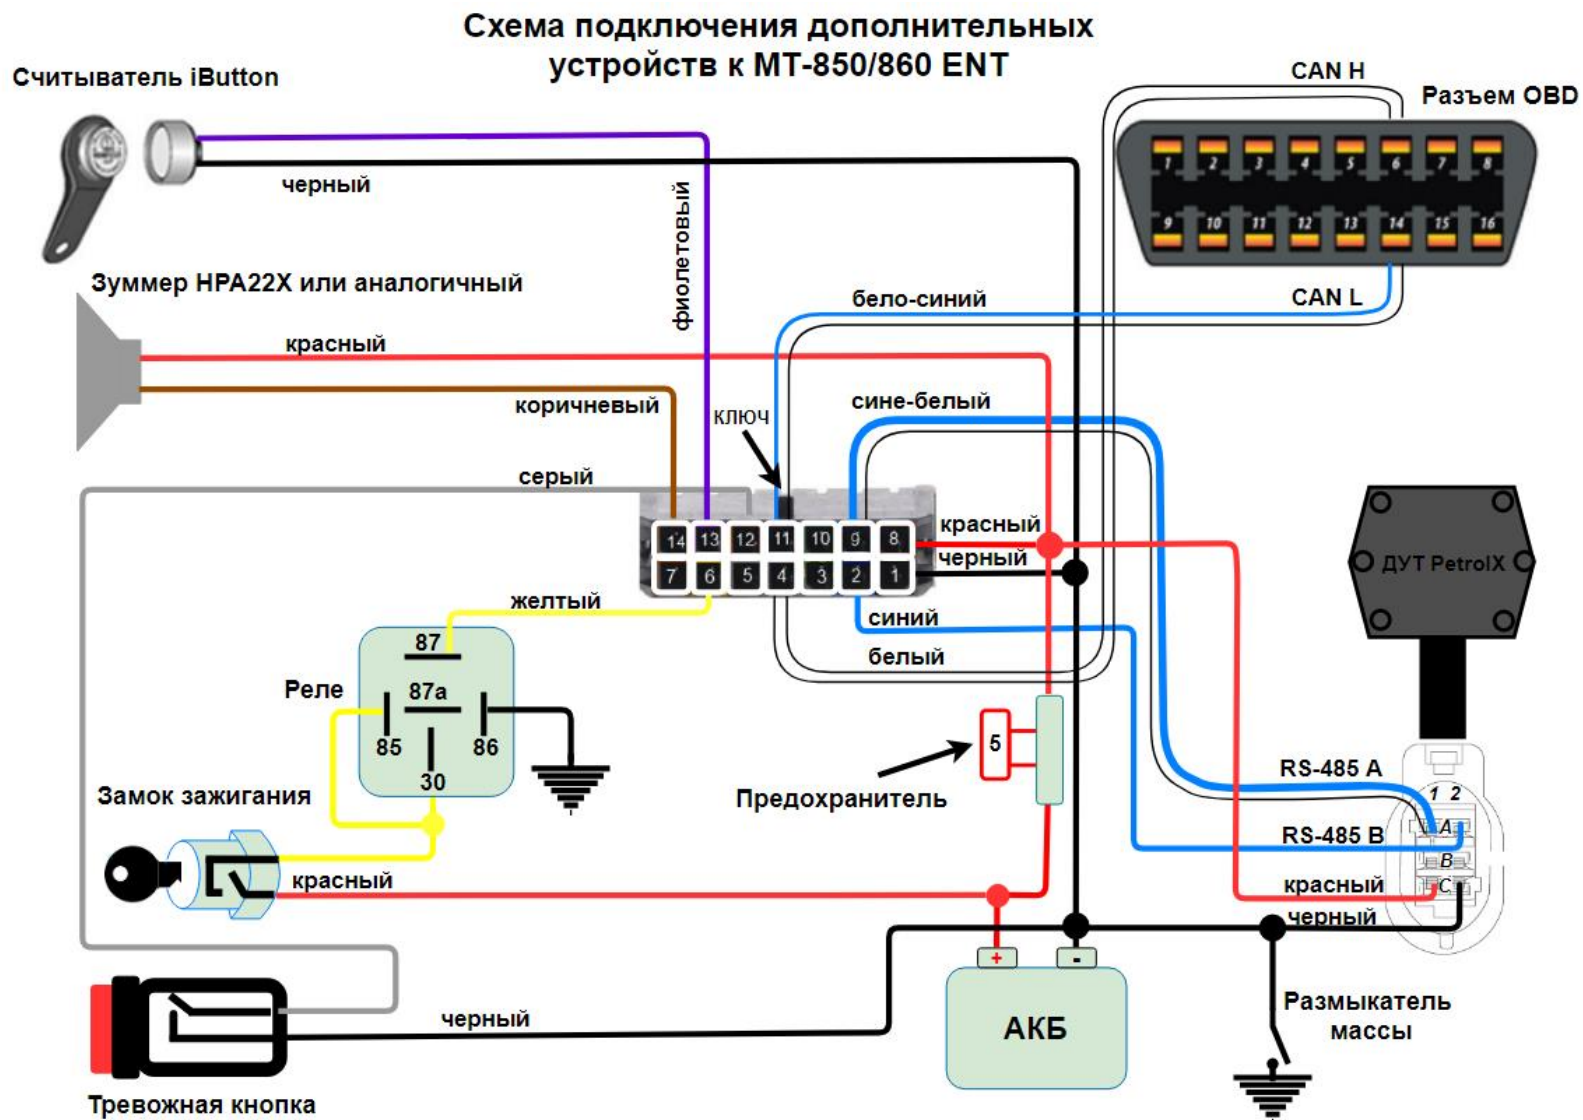 Схема подключения дополнительных
устройств к МТ-850/860 ENT
Считыватель iButton
CAN H
Разъем OBD
1 2 3 4 5 6 7 8
9 10 11 12 13 14 15 16
черный
фиолетовый
Зуммер HPA22X или аналогичный
бело-синий
CAN L
красный
коричневый
ключ
сине-белый
серый
красный
14 13 12 11 10 9 8
черный
7 6 5 4 3 2 1
ДУТ PetrolX
желтый
синий
белый
87
Реле
87а
85
86
30
5
Предохранитель
RS-485 A
1 2
A
RS-485 B
B
Замок зажигания
красный
красный
C
черный
+
-
АКБ
черный
Размыкатель
массы
Тревожная кнопка